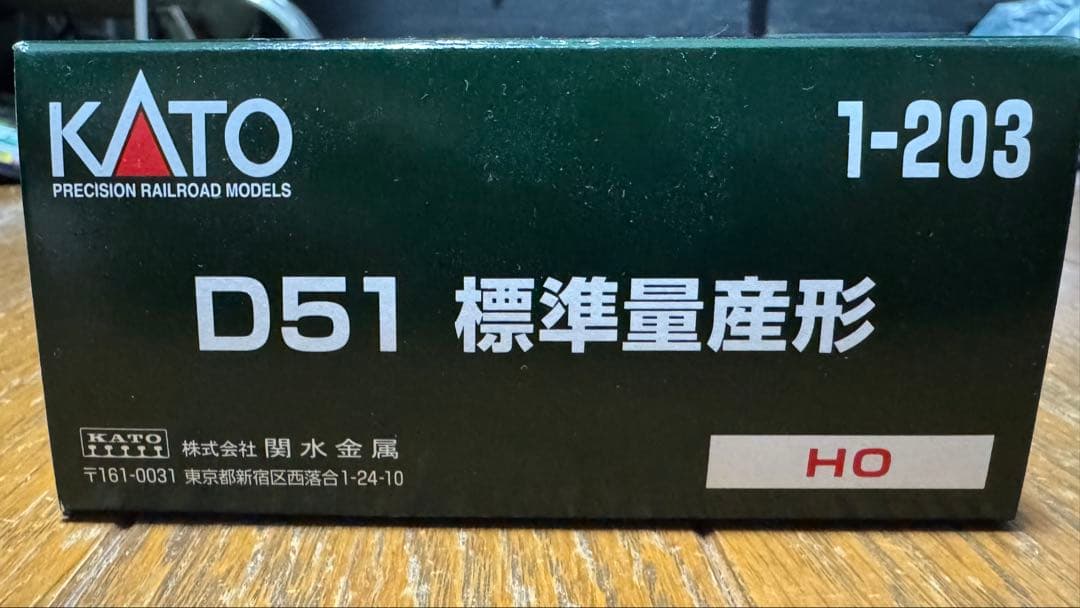 KATO
PRECISION RAILROAD MODELS
1-203
D51 標準量産形
KATO
株式会社 関水金属
〒161-0031 東京都新宿区西落合1-24-10
HO